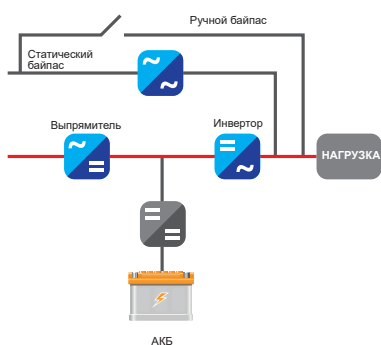 Ручной байпас
Статический
байпас
Выпрямитель
Инвертор
НАГРУЗКА
АКБ